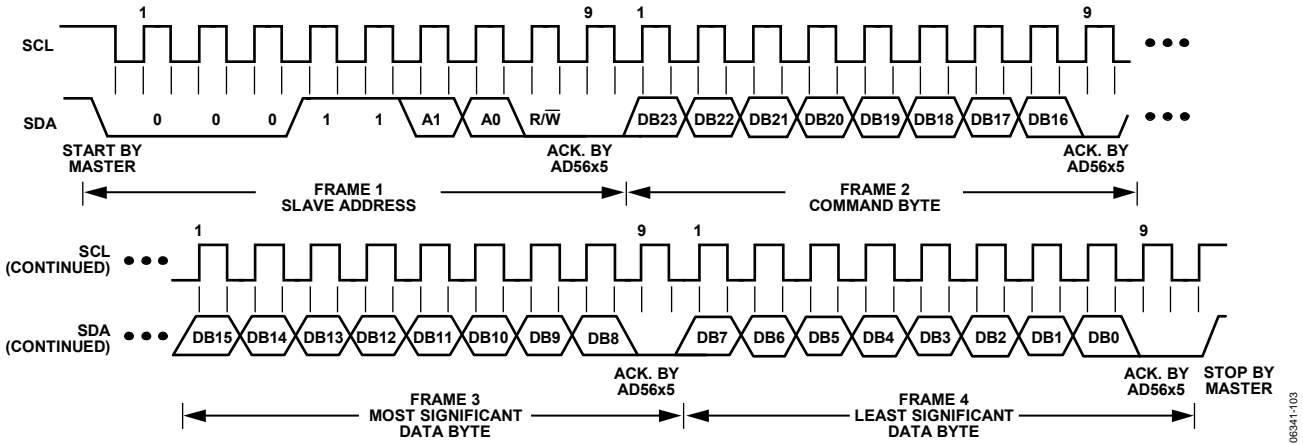 1 9 1 9
SCL
SDA 0 0 0 1 1 A1 A0 R/W̅ DB23 DB22 DB21 DB20 DB19 DB18 DB17 DB16
START BY
MASTER
ACK. BY
AD56x5
ACK. BY
AD56x5
FRAME 1
SLAVE ADDRESS
FRAME 2
COMMAND BYTE
1 9 1 9
SCL
(CONTINUED)
SDA
(CONTINUED)
DB15 DB14 DB13 DB12 DB11 DB10 DB9 DB8 DB7 DB6 DB5 DB4 DB3 DB2 DB1 DB0
ACK. BY
AD56x5
ACK. BY
AD56x5
STOP BY
MASTER
FRAME 3
MOST SIGNIFICANT
DATA BYTE
FRAME 4
LEAST SIGNIFICANT
DATA BYTE
06341-103